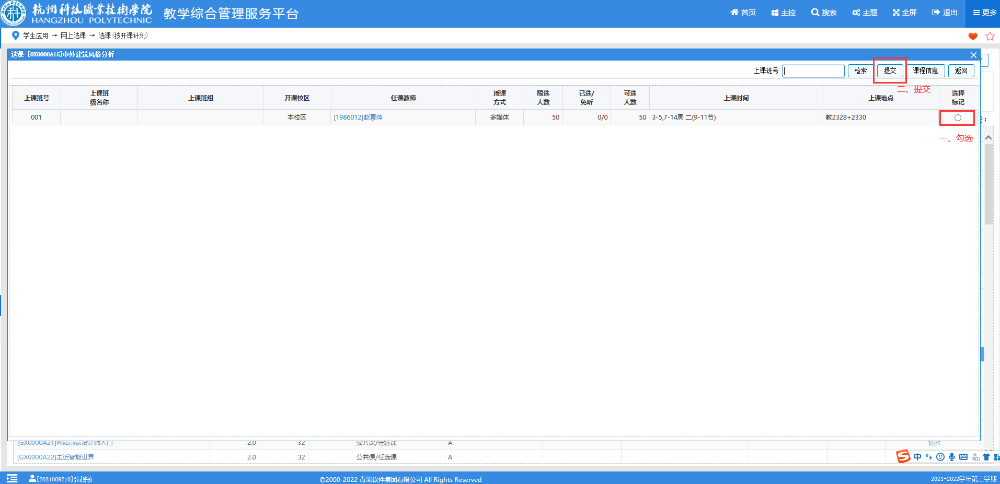 杭州科技職業技術學院
HANGZHOU POLYTECHNIC
教学综合管理服务平台
首页 主控 搜索 主题 全屏 退出 更多
学生应用 → 网上选课 → 选课(按开课计划)
选课-[GX0000A15]中外建筑风格分析
上课班号 检索 提交 课程信息 返回
二、提交
上课班号 上课班级名称 上课班组 开课校区 任课教师 授课方式 限选人数 已选/免听 可选人数 上课时间 上课地点 选择标记
001 本校区 [1986012]赵素萍 多媒体 50 0/0 50 3-5,7-14周 二(9-11节) 教2328+2330
一、勾选
[GX0000A21]网站前端设计师入门 2.0 32 公共课/任选课 A 选择
[GX0000A22]走近智能世界 2.0 32 公共课/任选课 A
中
[2021009210]张靓敏 ©2000-2022 青果软件集团有限公司 All Rights Reserved 2021-2022学年第二学期